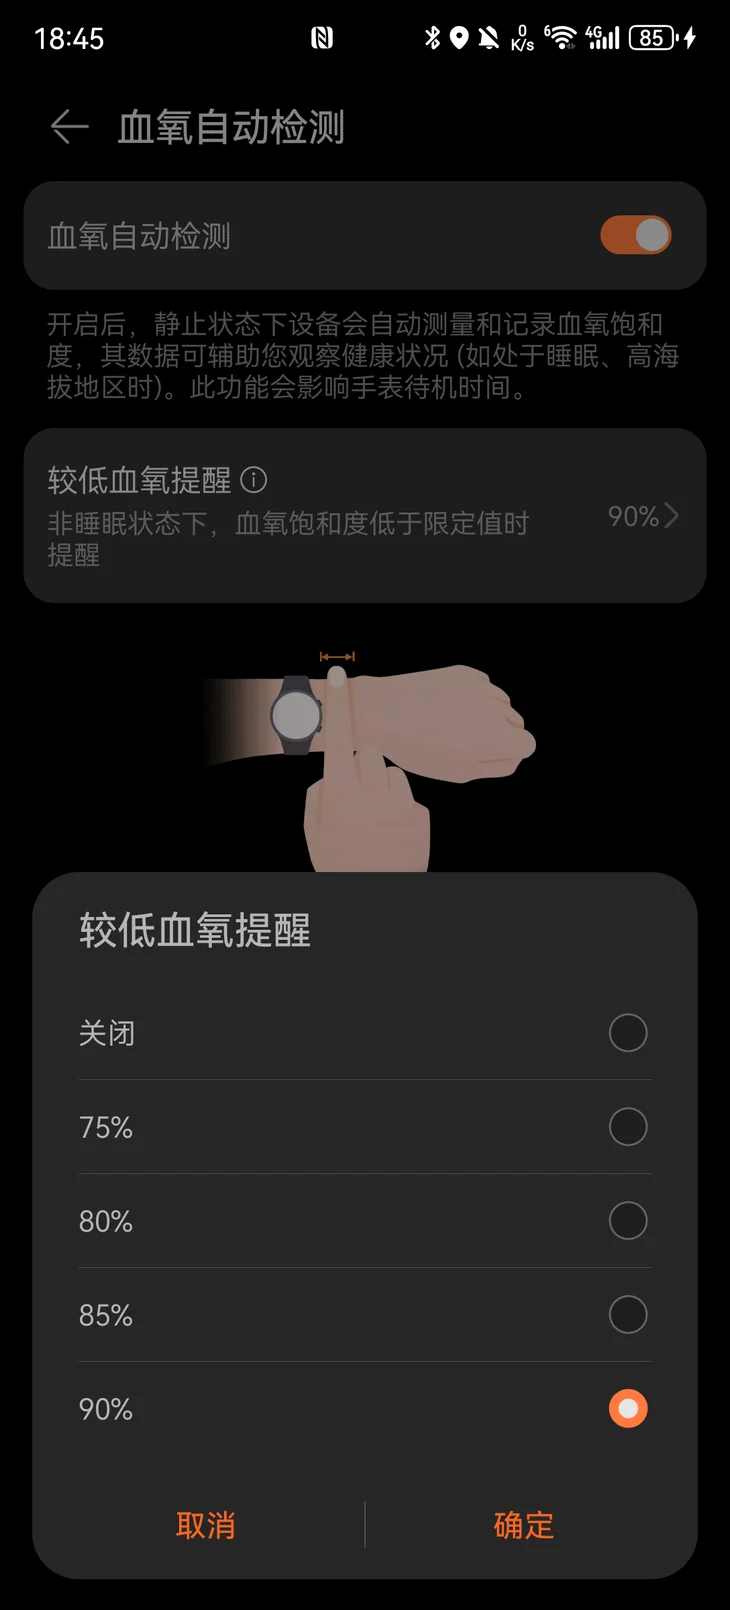 18:45
0 K/s
6
4G
85
血氧自动检测
血氧自动检测
开启后，静止状态下设备会自动测量和记录血氧饱和
度，其数据可辅助您观察健康状况 (如处于睡眠、高海
拔地区时)。此功能会影响手表待机时间。
较低血氧提醒
非睡眠状态下，血氧饱和度低于限定值时
提醒
90%
较低血氧提醒
关闭
75%
80%
85%
90%
取消
确定